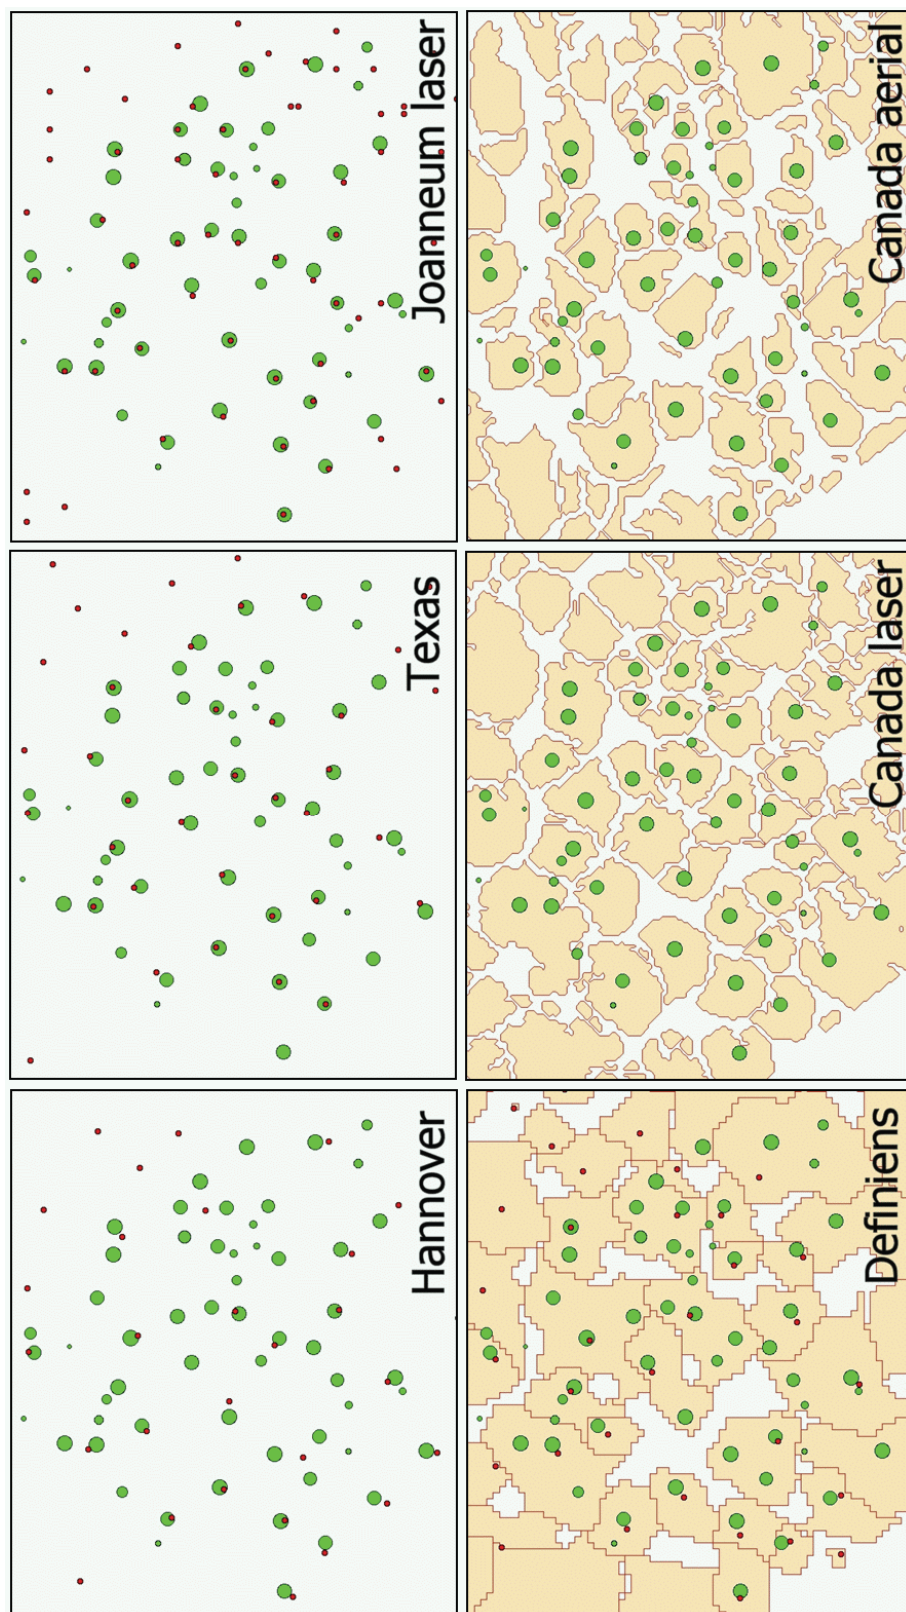 Hannover
Texas
Joanneum laser
Definiens
Canada laser
Canada aerial